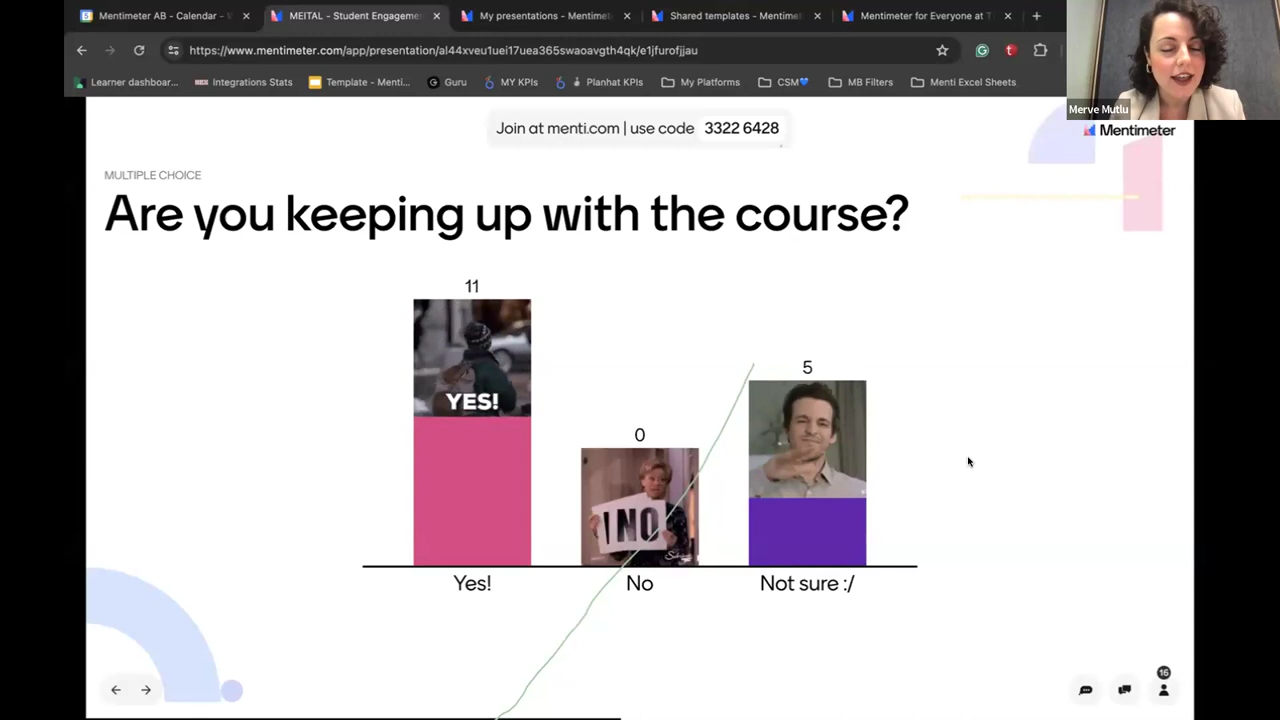 Mentimeter AB - Calendar -
MEITAL - Student Engageme
My presentations - Mentime
Shared templates - Mentime
Mentimeter for Everyone at T
https://www.mentimeter.com/app/presentation/al44xveu1uei17uea365swaoavgth4qk/e1jfurofjjau
Learner dashboar...
Integrations Stats
Template - Menti...
Guru
MY KPIs
Planhat KPIs
My Platforms
CSM
MB Filters
Menti Excel Sheets
Merve Mutlu
Join at menti.com | use code 3322 6428
Mentimeter
MULTIPLE CHOICE
Are you keeping up with the course?
11
YES!
0
NO
5
Yes!
No
Not sure :/
16